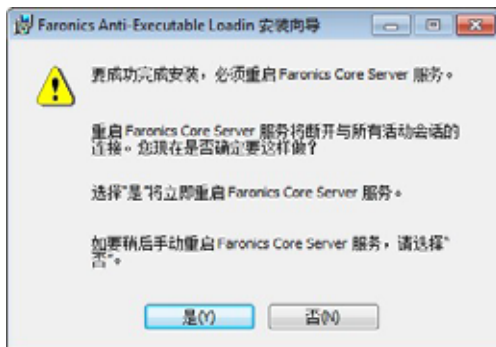 Faronics Anti-Executable Loadin 安装向导
要成功完成安装，必须重启 Faronics Core Server 服务。
重启 Faronics Core Server 服务将断开与所有活动会话的
连接。您现在是否确定要这样做？
选择“是”将立即重启 Faronics Core Server 服务。
如要稍后手动重启 Faronics Core Server 服务，请选择“
否”。
是(Y)
否(N)